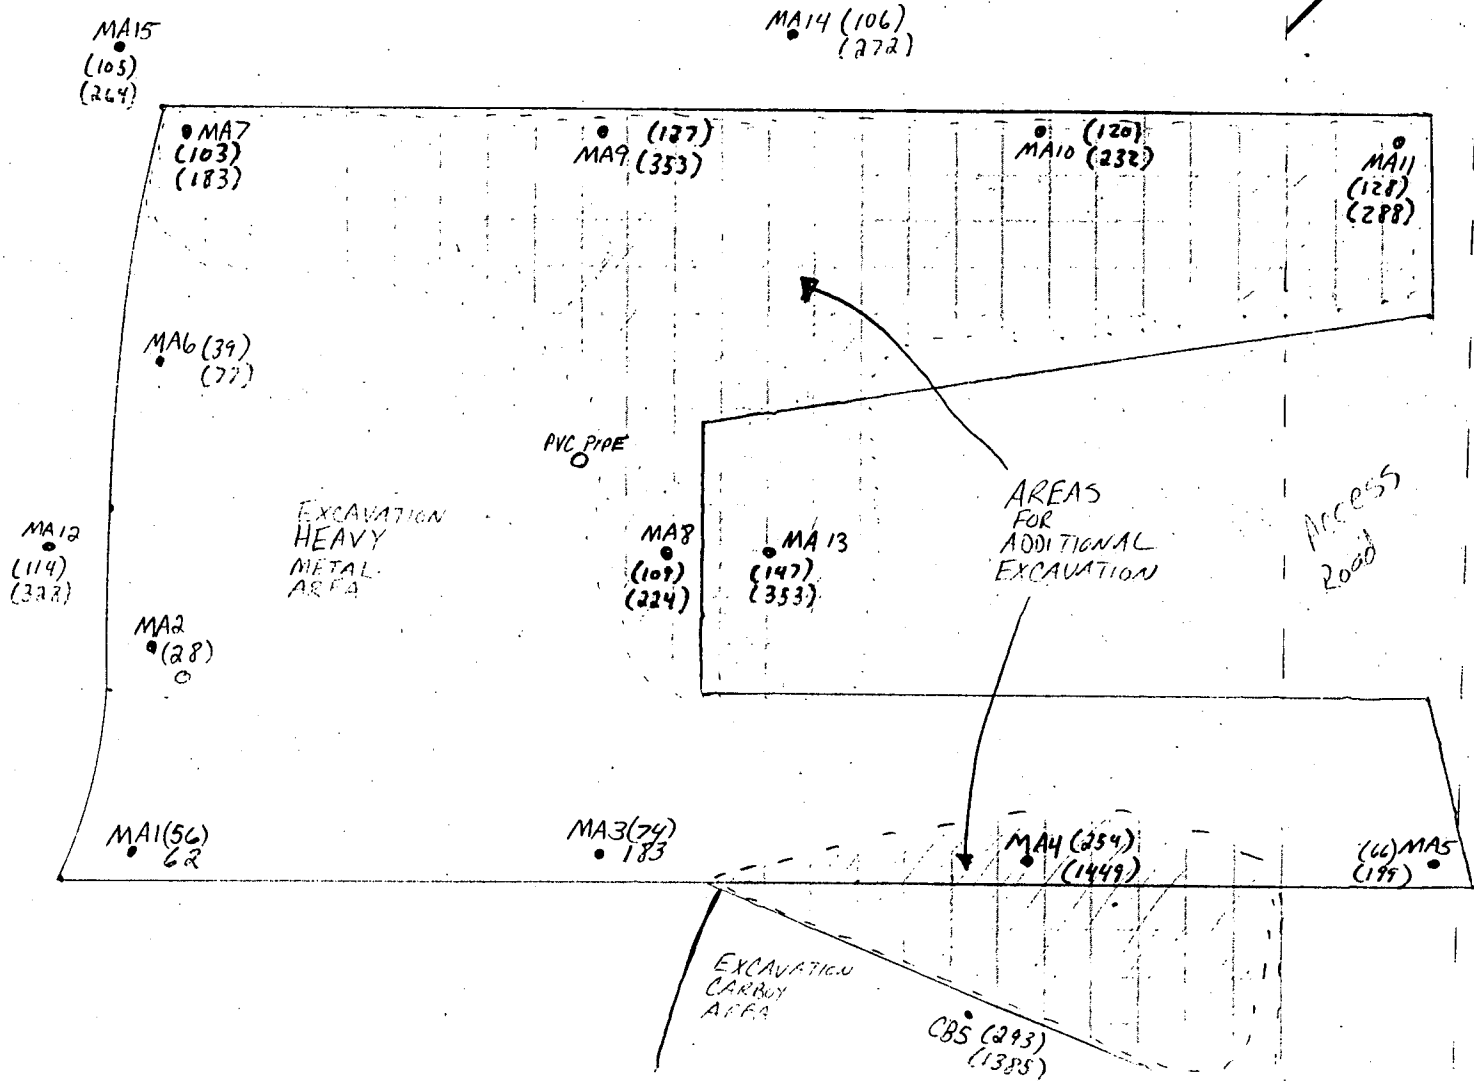 MA15
(105)
(264)
MA14 (106)
(272)
MA7
(103)
(183)
MA9 (127)
(353)
MA10 (120)
(232)
MA11
(128)
(288)
MA6 (39)
(77)
PVC PIPE
EXCAVATION
HEAVY
METAL
AREA
MA12
(114)
(323)
MA8
(109)
(224)
MA13
(147)
(353)
AREAS
FOR
ADDITIONAL
EXCAVATION
Access
Road
MA2
(28)
MA1 (56)
62
MA3 (74)
183
MA4 (254)
(1449)
(66) MA5
(199)
EXCAVATION
CARBOY
AREA
CB5 (293)
(1385)